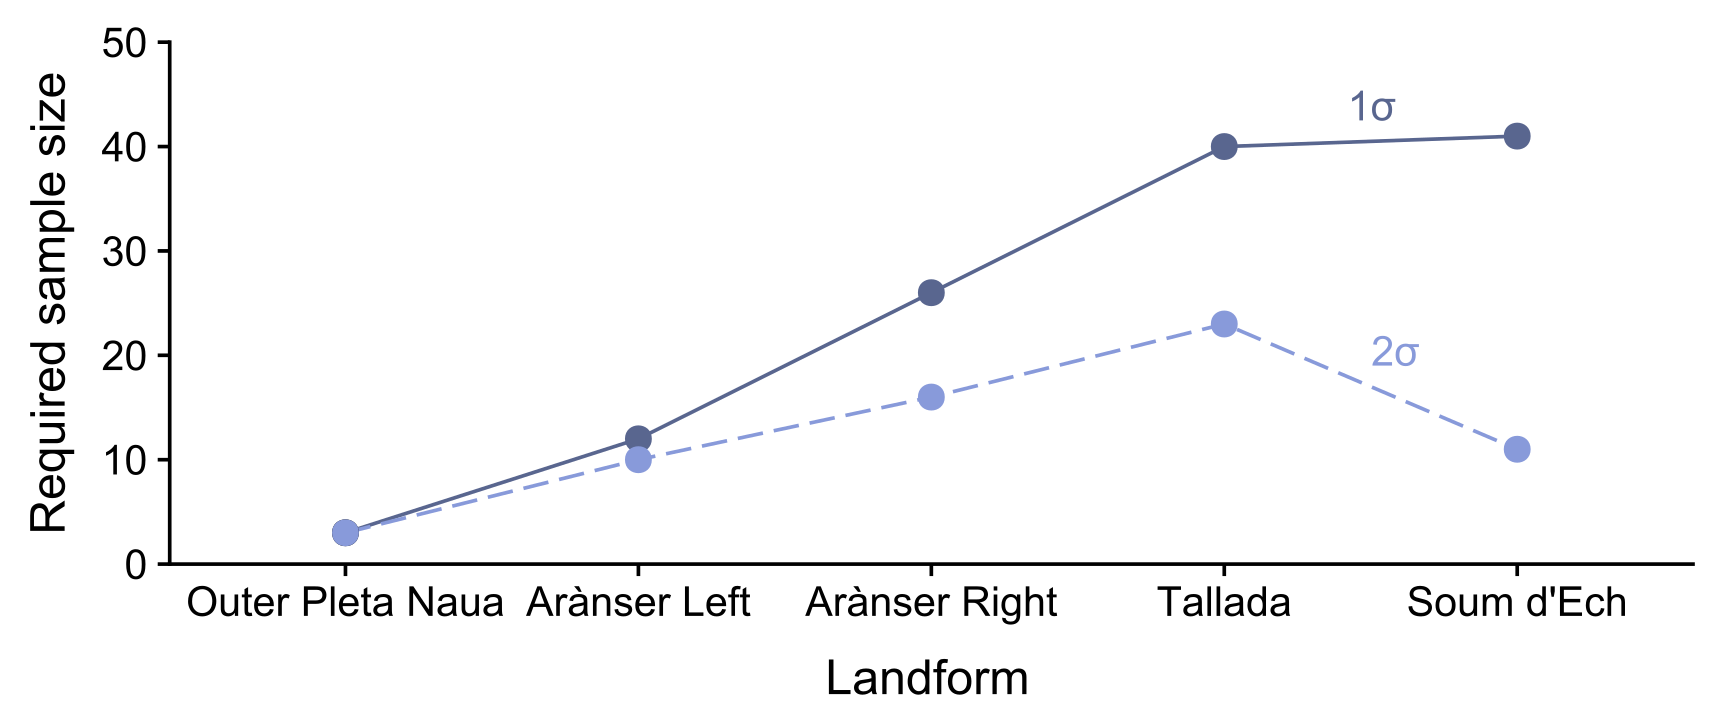 50
40
30
20
10
0
Required sample size
1σ
2σ
Outer Pleta Naua Arànser Left Arànser Right Tallada Soum d'Ech
Landform